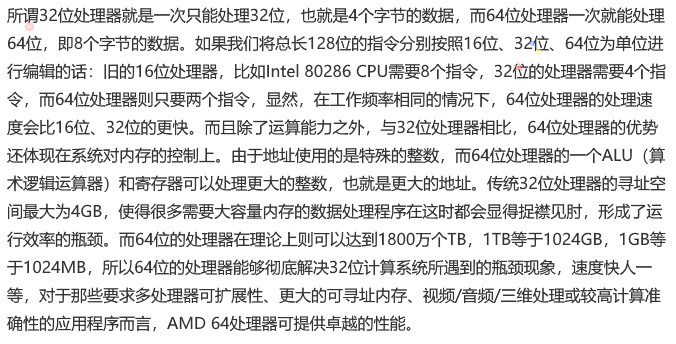 所谓32位处理器就是一次只能处理32位，也就是4个字节的数据，而64位处理器一次就能处理
64位，即8个字节的数据。如果我们将总长128位的指令分别按照16位、32位、64位为单位进
行编辑的话：旧的16位处理器，比如Intel 80286 CPU需要8个指令，32位的处理器需要4个指
令，而64位处理器则只要两个指令，显然，在工作频率相同的情况下，64位处理器的处理速
度会比16位、32位的更快。而且除了运算能力之外，与32位处理器相比，64位处理器的优势
还体现在系统对内存的控制上。由于地址使用的是特殊的整数，而64位处理器的一个ALU（算
术逻辑运算器）和寄存器可以处理更大的整数，也就是更大的地址。传统32位处理器的寻址空
间最大为4GB，使得很多需要大容量内存的数据处理程序在这时都会显得捉襟见肘，形成了运
行效率的瓶颈。而64位的处理器在理论上则可以达到1800万个TB，1TB等于1024GB，1GB等
于1024MB，所以64位的处理器能够彻底解决32位计算系统所遇到的瓶颈现象，速度快人一
等，对于那些要求多处理器可扩展性、更大的可寻址内存、视频/音频/三维处理或较高计算准
确性的应用程序而言，AMD 64处理器可提供卓越的性能。